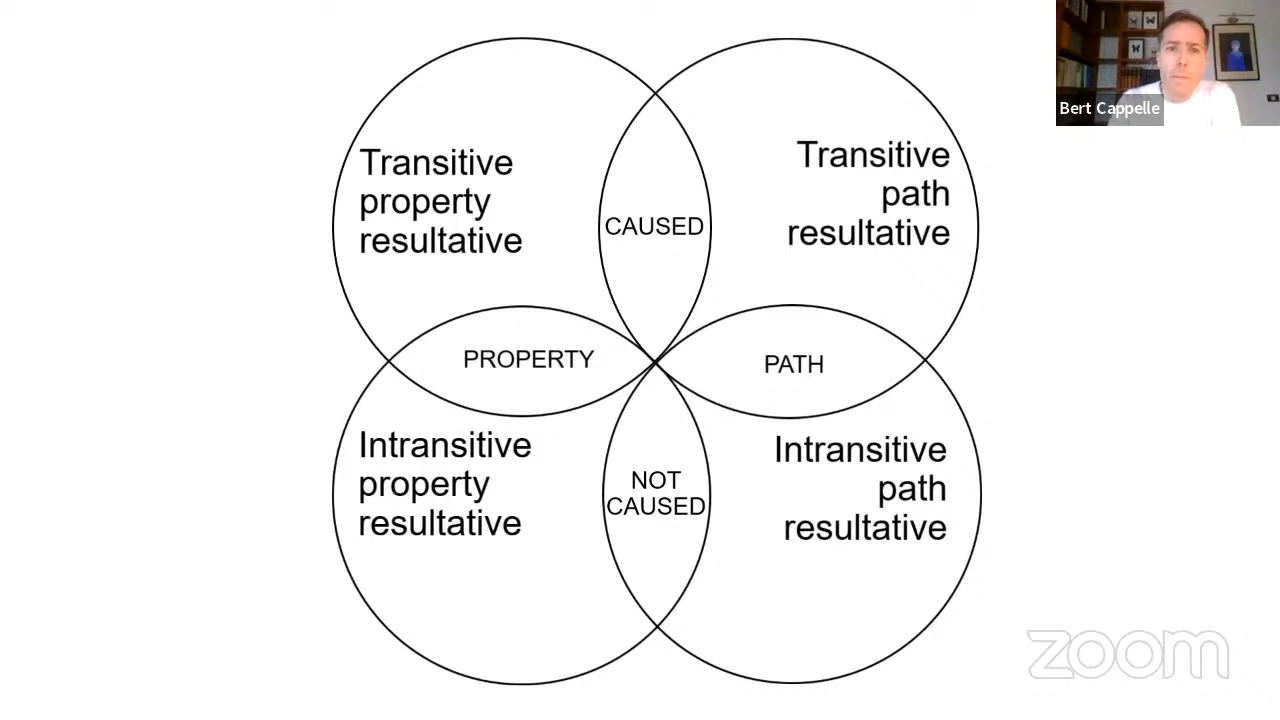 Bert Cappelle
Transitive
property
resultative
CAUSED
Transitive
path
resultative
PROPERTY
PATH
Intransitive
property
resultative
NOT
CAUSED
Intransitive
path
resultative
zoom